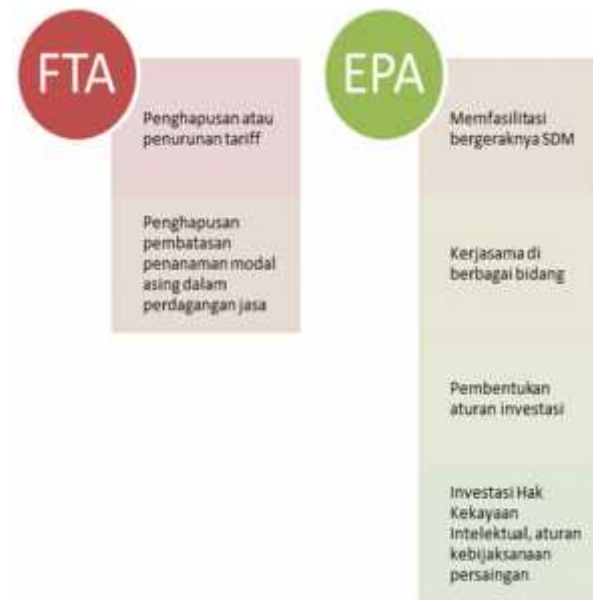 FTA
Penghapusan atau
penurunan tariff
Penghapusan
pembatasan
penanaman modal
asing dalam
perdagangan jasa
EPA
Memfasilitasi
bergeraknya SDM
Kerjasama di
berbagai bidang
Pembentukan
aturan investasi
Investasi Hak
Kekayaan
Intelektual, aturan
kebijaksanaan
persaingan